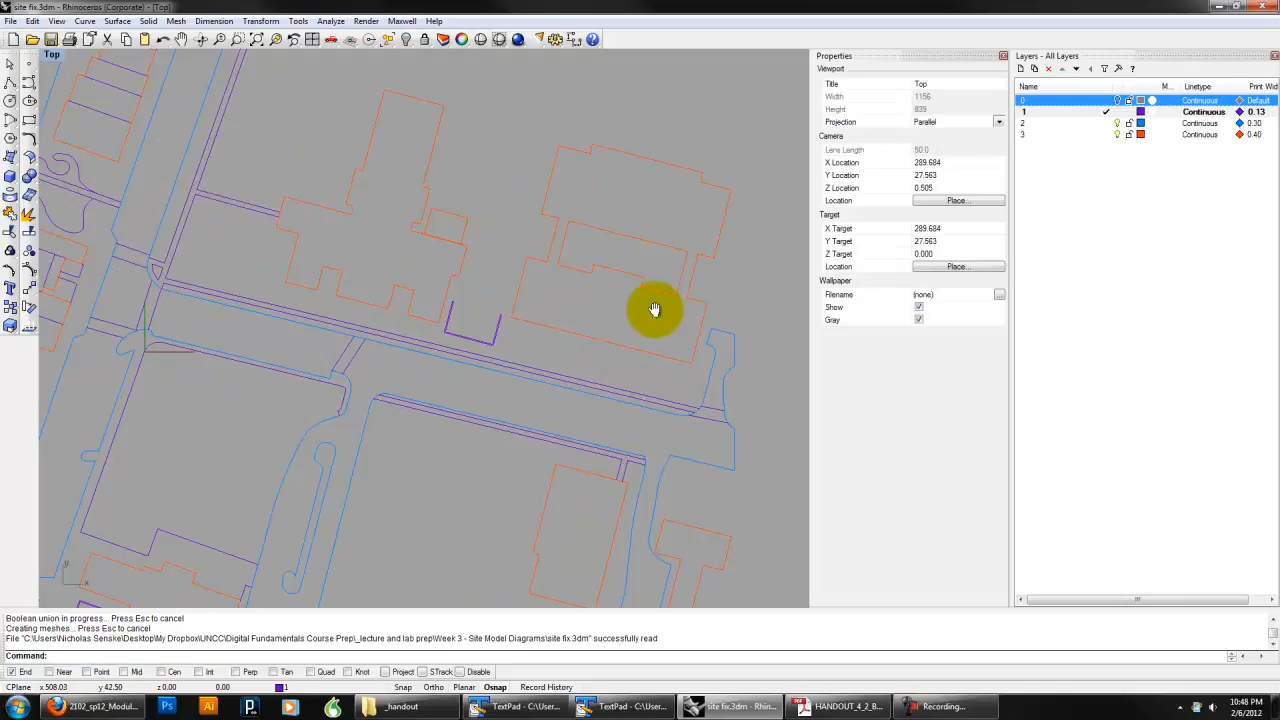 site fix.3dm - Rhinoceros (Corporate) - [Top]
File Edit View Curve Surface Solid Mesh Dimension Transform Tools Analyze Render Maxwell Help
Top
Properties
Viewport
Title Top
Width 1156
Height 839
Projection Parallel
Camera
Lens Length 50.0
X Location 289.684
Y Location 27.563
Z Location 0.505
Location Place...
Target
X Target 289.684
Y Target 27.563
Z Target 0.000
Location Place...
Wallpaper
Filename (none) ...
Show
Gray
Layers - All Layers
Name M... Linetype Print Wid
0 Continuous Default
1 Continuous 0.13
2 Continuous 0.30
3 Continuous 0.40
y
x
Boolean union in progress... Press Esc to cancel
Creating meshes... Press Esc to cancel
File "C:\Users\Nicholas Senske\Desktop\My Dropbox\UNCC\Digital Fundamentals Course Prep\_lecture and lab prep\Week 3 - Site Model Diagrams\site fix.3dm" successfully read
Command:
End Near Point Mid Cen Int Perp Tan Quad Knot Project STrack Disable
CPlane x 508.03 y 42.50 z 0.00 0.00 1 Snap Ortho Planar Osnap Record History
2102_sp12_Modul... Ps Ai p _handout TextPad - C:\User... TextPad - C:\Use... site fix.3dm - Rhin... HANDOUT_4_2_B... Recording...
10:48 PM
2/6/2012